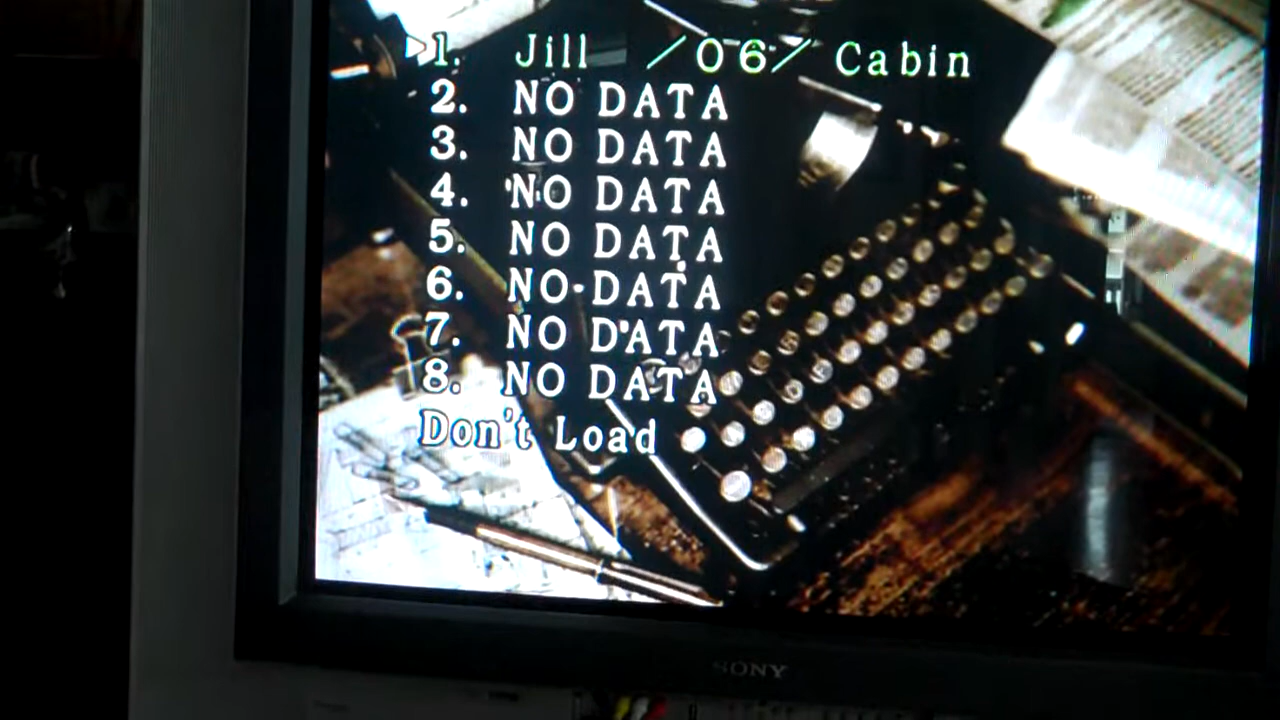 1. Jill /06/ Cabin
2. NO DATA
3. NO DATA
4. NO DATA
5. NO DATA
6. NO DATA
7. NO DATA
8. NO DATA
Don't Load
SONY